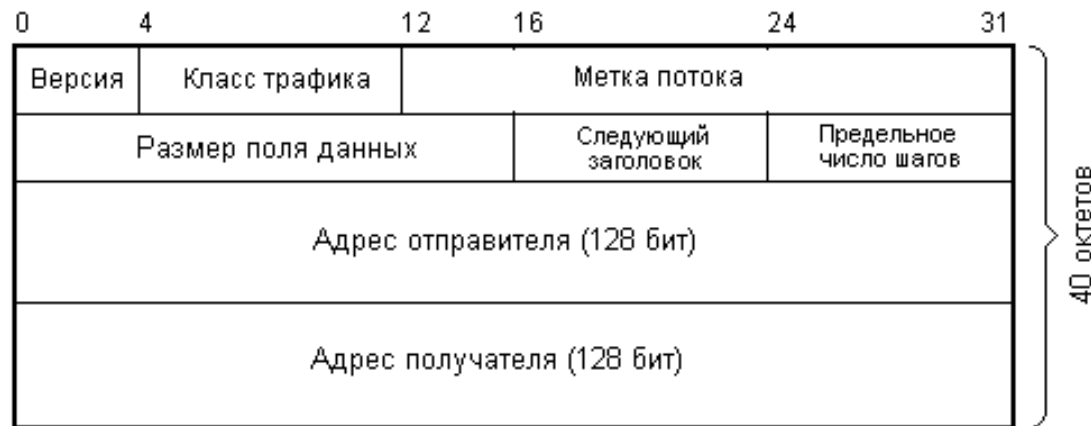 0 4 12 16 24 31
Версия Класс трафика Метка потока
Размер поля данных Следующий заголовок Предельное число шагов
Адрес отправителя (128 бит)
Адрес получателя (128 бит)
40 октетов